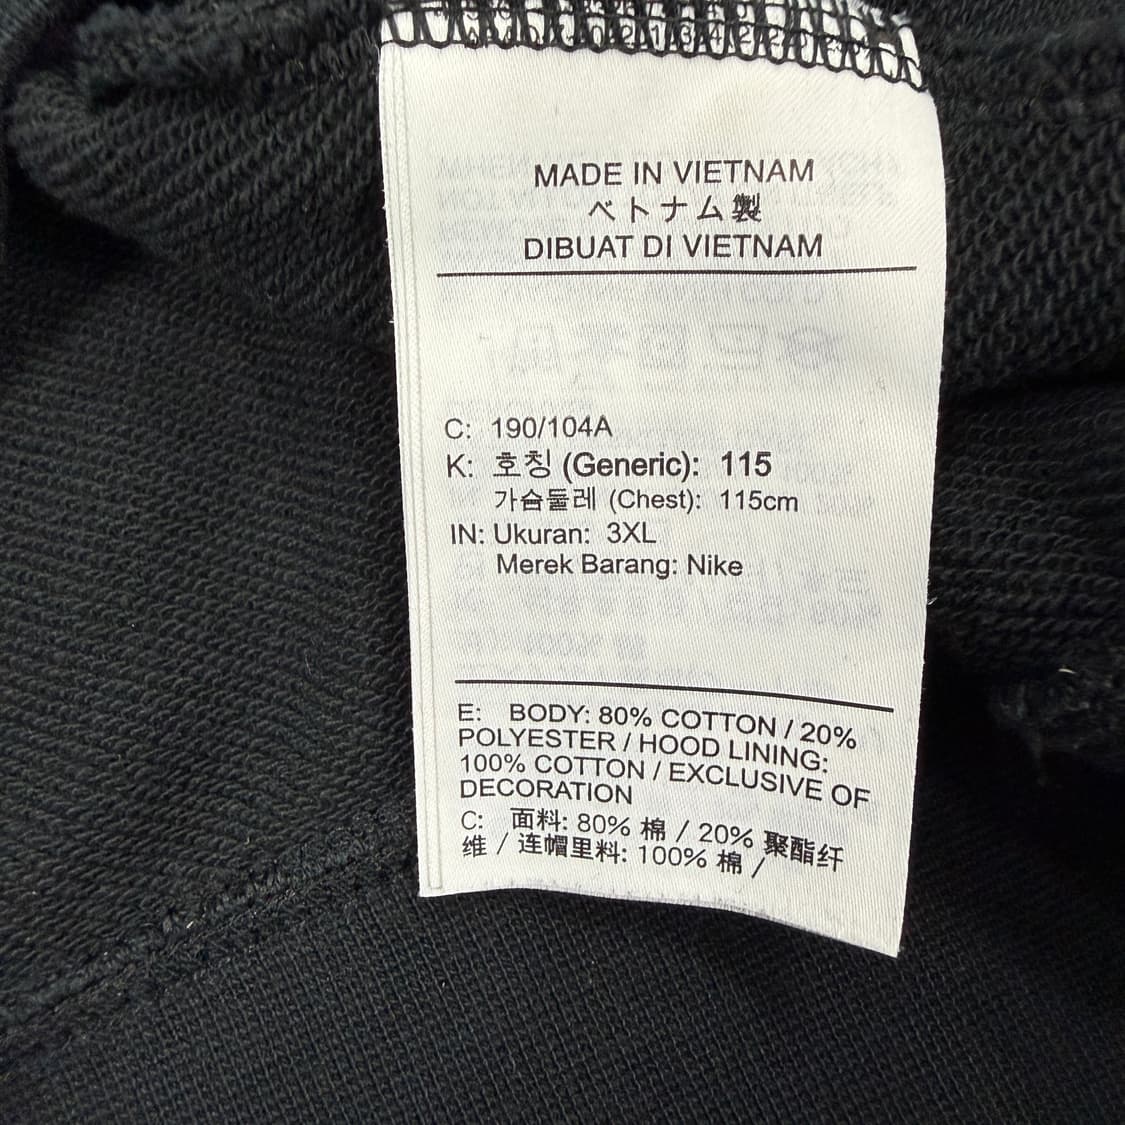 MADE IN VIETNAM
ベトナム製
DIBUAT DI VIETNAM
C: 190/104A
K: 호칭 (Generic): 115
가슴둘레 (Chest): 115cm
IN: Ukuran: 3XL
Merek Barang: Nike
E: BODY: 80% COTTON / 20%
POLYESTER / HOOD LINING:
100% COTTON / EXCLUSIVE OF
DECORATION
C: 面料: 80% 棉 / 20% 聚酯纤
维 / 连帽里料: 100% 棉 /